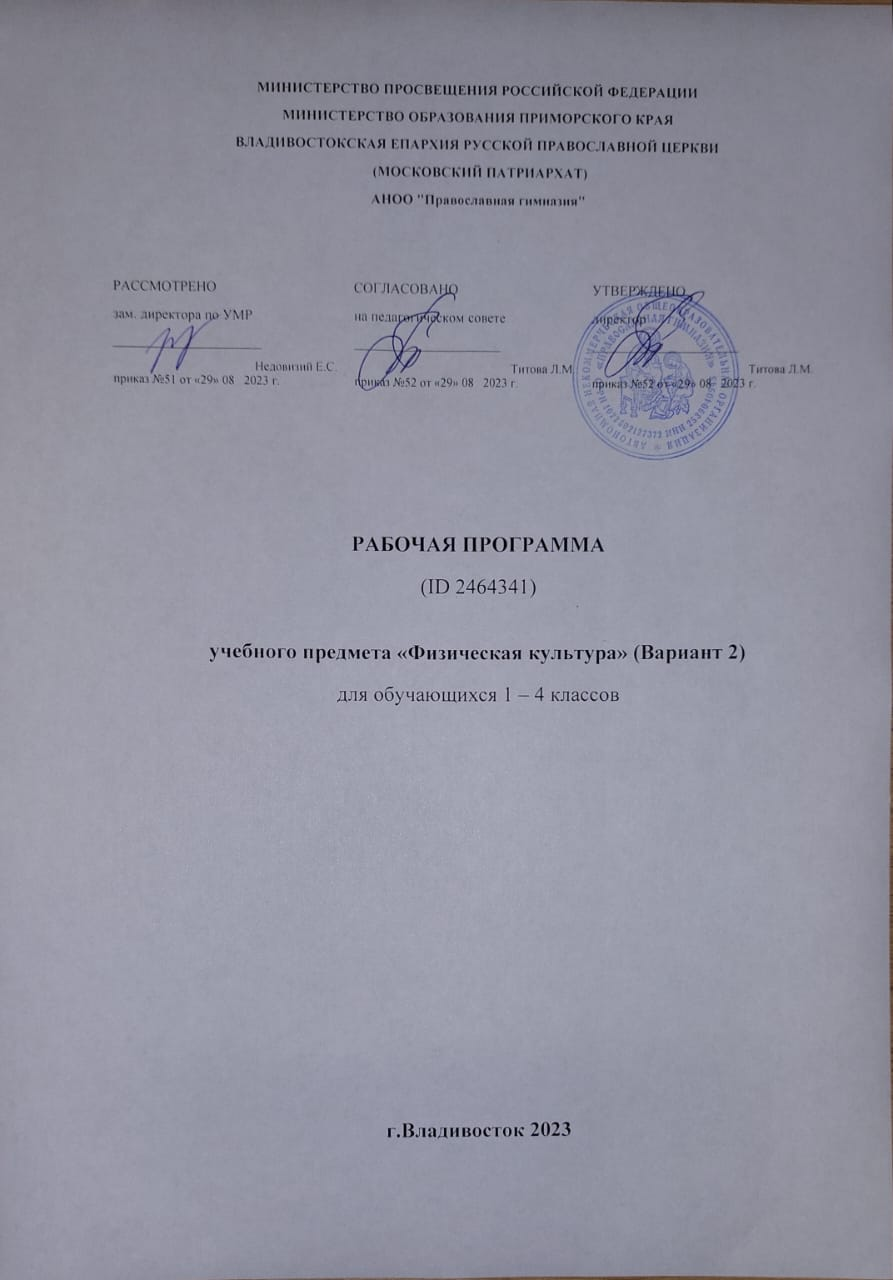 МИНИСТЕРСТВО ПРОСВЕЩЕНИЯ РОССИЙСКОЙ ФЕДЕРАЦИИ
МИНИСТЕРСТВО ОБРАЗОВАНИЯ ПРИМОРСКОГО КРАЯ
ВЛАДИВОСТОКСКАЯ ЕПАРХИЯ РУССКОЙ ПРАВОСЛАВНОЙ ЦЕРКВИ
(МОСКОВСКИЙ ПАТРИАРХАТ)
АНОО "Православная гимназия"
РАССМОТРЕНО
зам. директора по УМР
Недовизий Е.С.
приказ №51 от «29» 08 2023 г.
СОГЛАСОВАНО
на педагогическом совете
Титова Л.М
приказ №52 от «29» 08 2023 г.
УТВЕРЖДЕНО
директор
Титова Л.М.
приказ №52 от «29» 08 2023 г.
РАБОЧАЯ ПРОГРАММА
(ID 2464341)
учебного предмета «Физическая культура» (Вариант 2)
для обучающихся 1 – 4 классов
г.Владивосток 2023